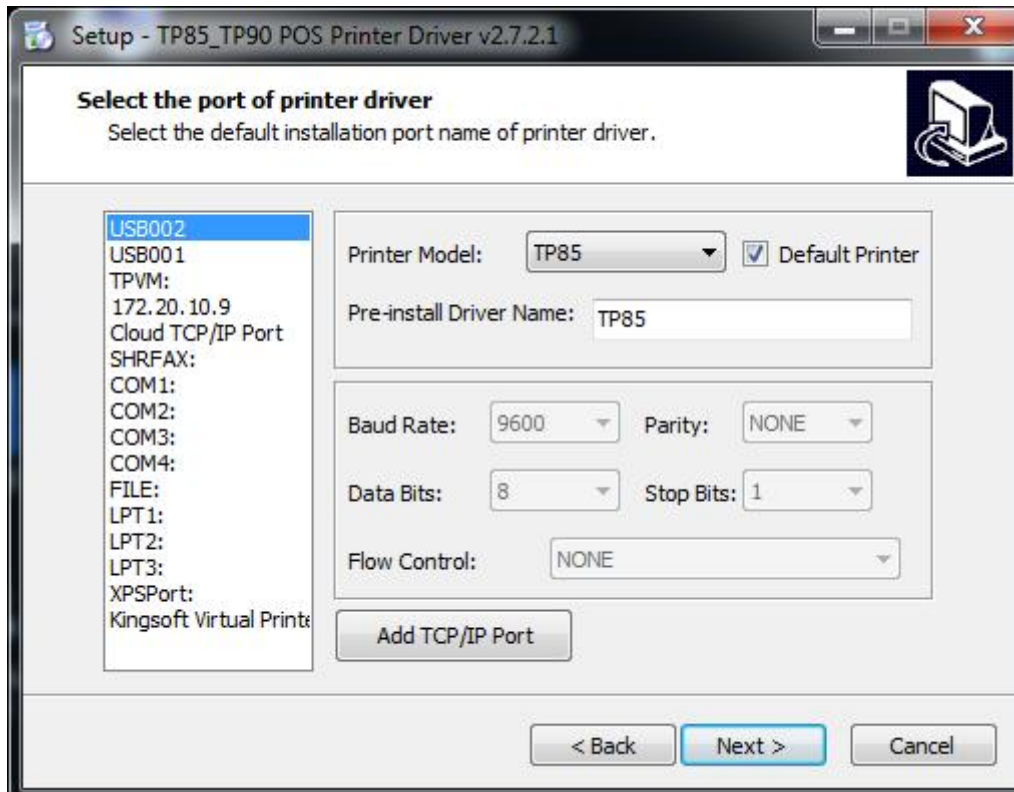 Setup - TP85_TP90 POS Printer Driver v2.7.2.1
Select the port of printer driver
Select the default installation port name of printer driver.
USB002
USB001
TPVM:
172.20.10.9
Cloud TCP/IP Port
SHRFAX:
COM1:
COM2:
COM3:
COM4:
FILE:
LPT1:
LPT2:
LPT3:
XPSPort:
Kingsoft Virtual Printe
Printer Model: TP85 Default Printer
Pre-install Driver Name: TP85
Baud Rate: 9600 Parity: NONE
Data Bits: 8 Stop Bits: 1
Flow Control: NONE
Add TCP/IP Port
< Back Next > Cancel